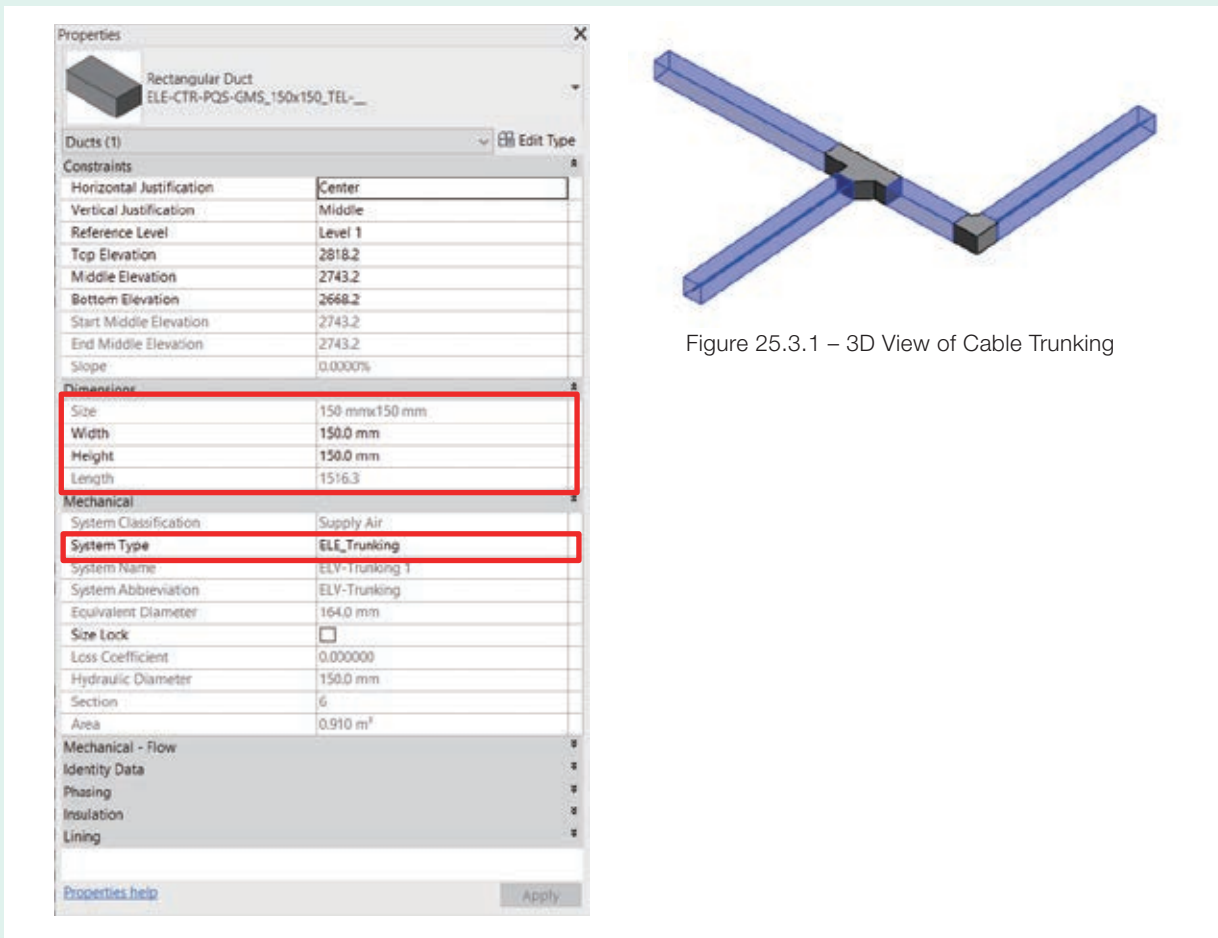 Properties
Rectangular Duct
ELE-CTR-PQS-GMS_150x150_TEL-__
Ducts (1) Edit Type
Constraints
Horizontal Justification Center
Vertical Justification Middle
Reference Level Level 1
Top Elevation 2818.2
Middle Elevation 2743.2
Bottom Elevation 2668.2
Start Middle Elevation 2743.2
End Middle Elevation 2743.2
Slope 0.0000%
Dimensions
Size 150 mmx150 mm
Width 150.0 mm
Height 150.0 mm
Length 1516.3
Mechanical
System Classification Supply Air
System Type ELE_Trunking
System Name ELV-Trunking 1
System Abbreviation ELV-Trunking
Equivalent Diameter 164.0 mm
Size Lock
Loss Coefficient 0.000000
Hydraulic Diameter 150.0 mm
Section 6
Area 0.910 m²
Mechanical - Flow
Identity Data
Phasing
Insulation
Lining
Properties help Apply
Figure 25.3.1 – 3D View of Cable Trunking